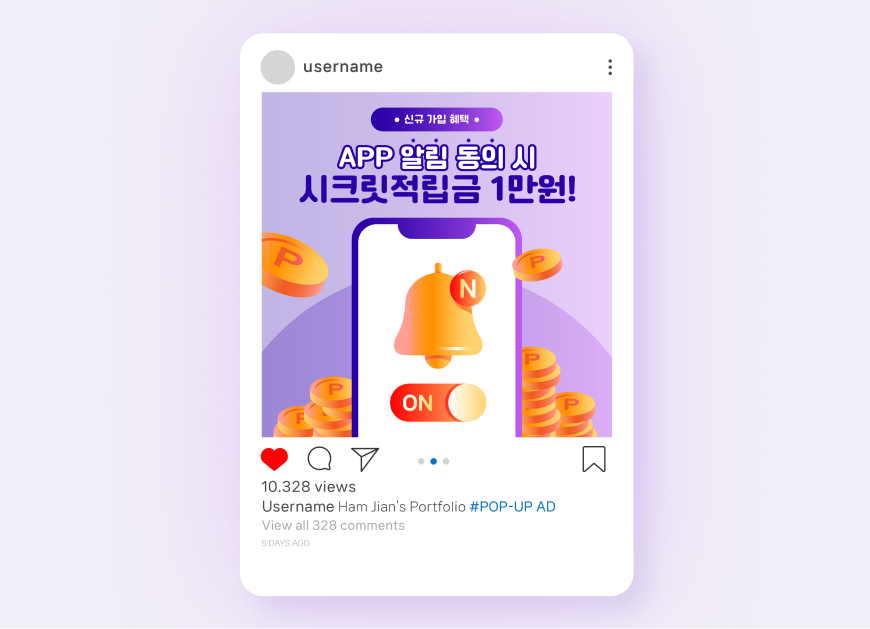 username
• 신규 가입 혜택 •
APP 알림 동의 시
시크릿적립금 1만원!
P
P
N
P
P
P
P
ON
10.328 views
Username Ham Jian's Portfolio #POP-UP AD
View all 328 comments
5 DAYS AGO